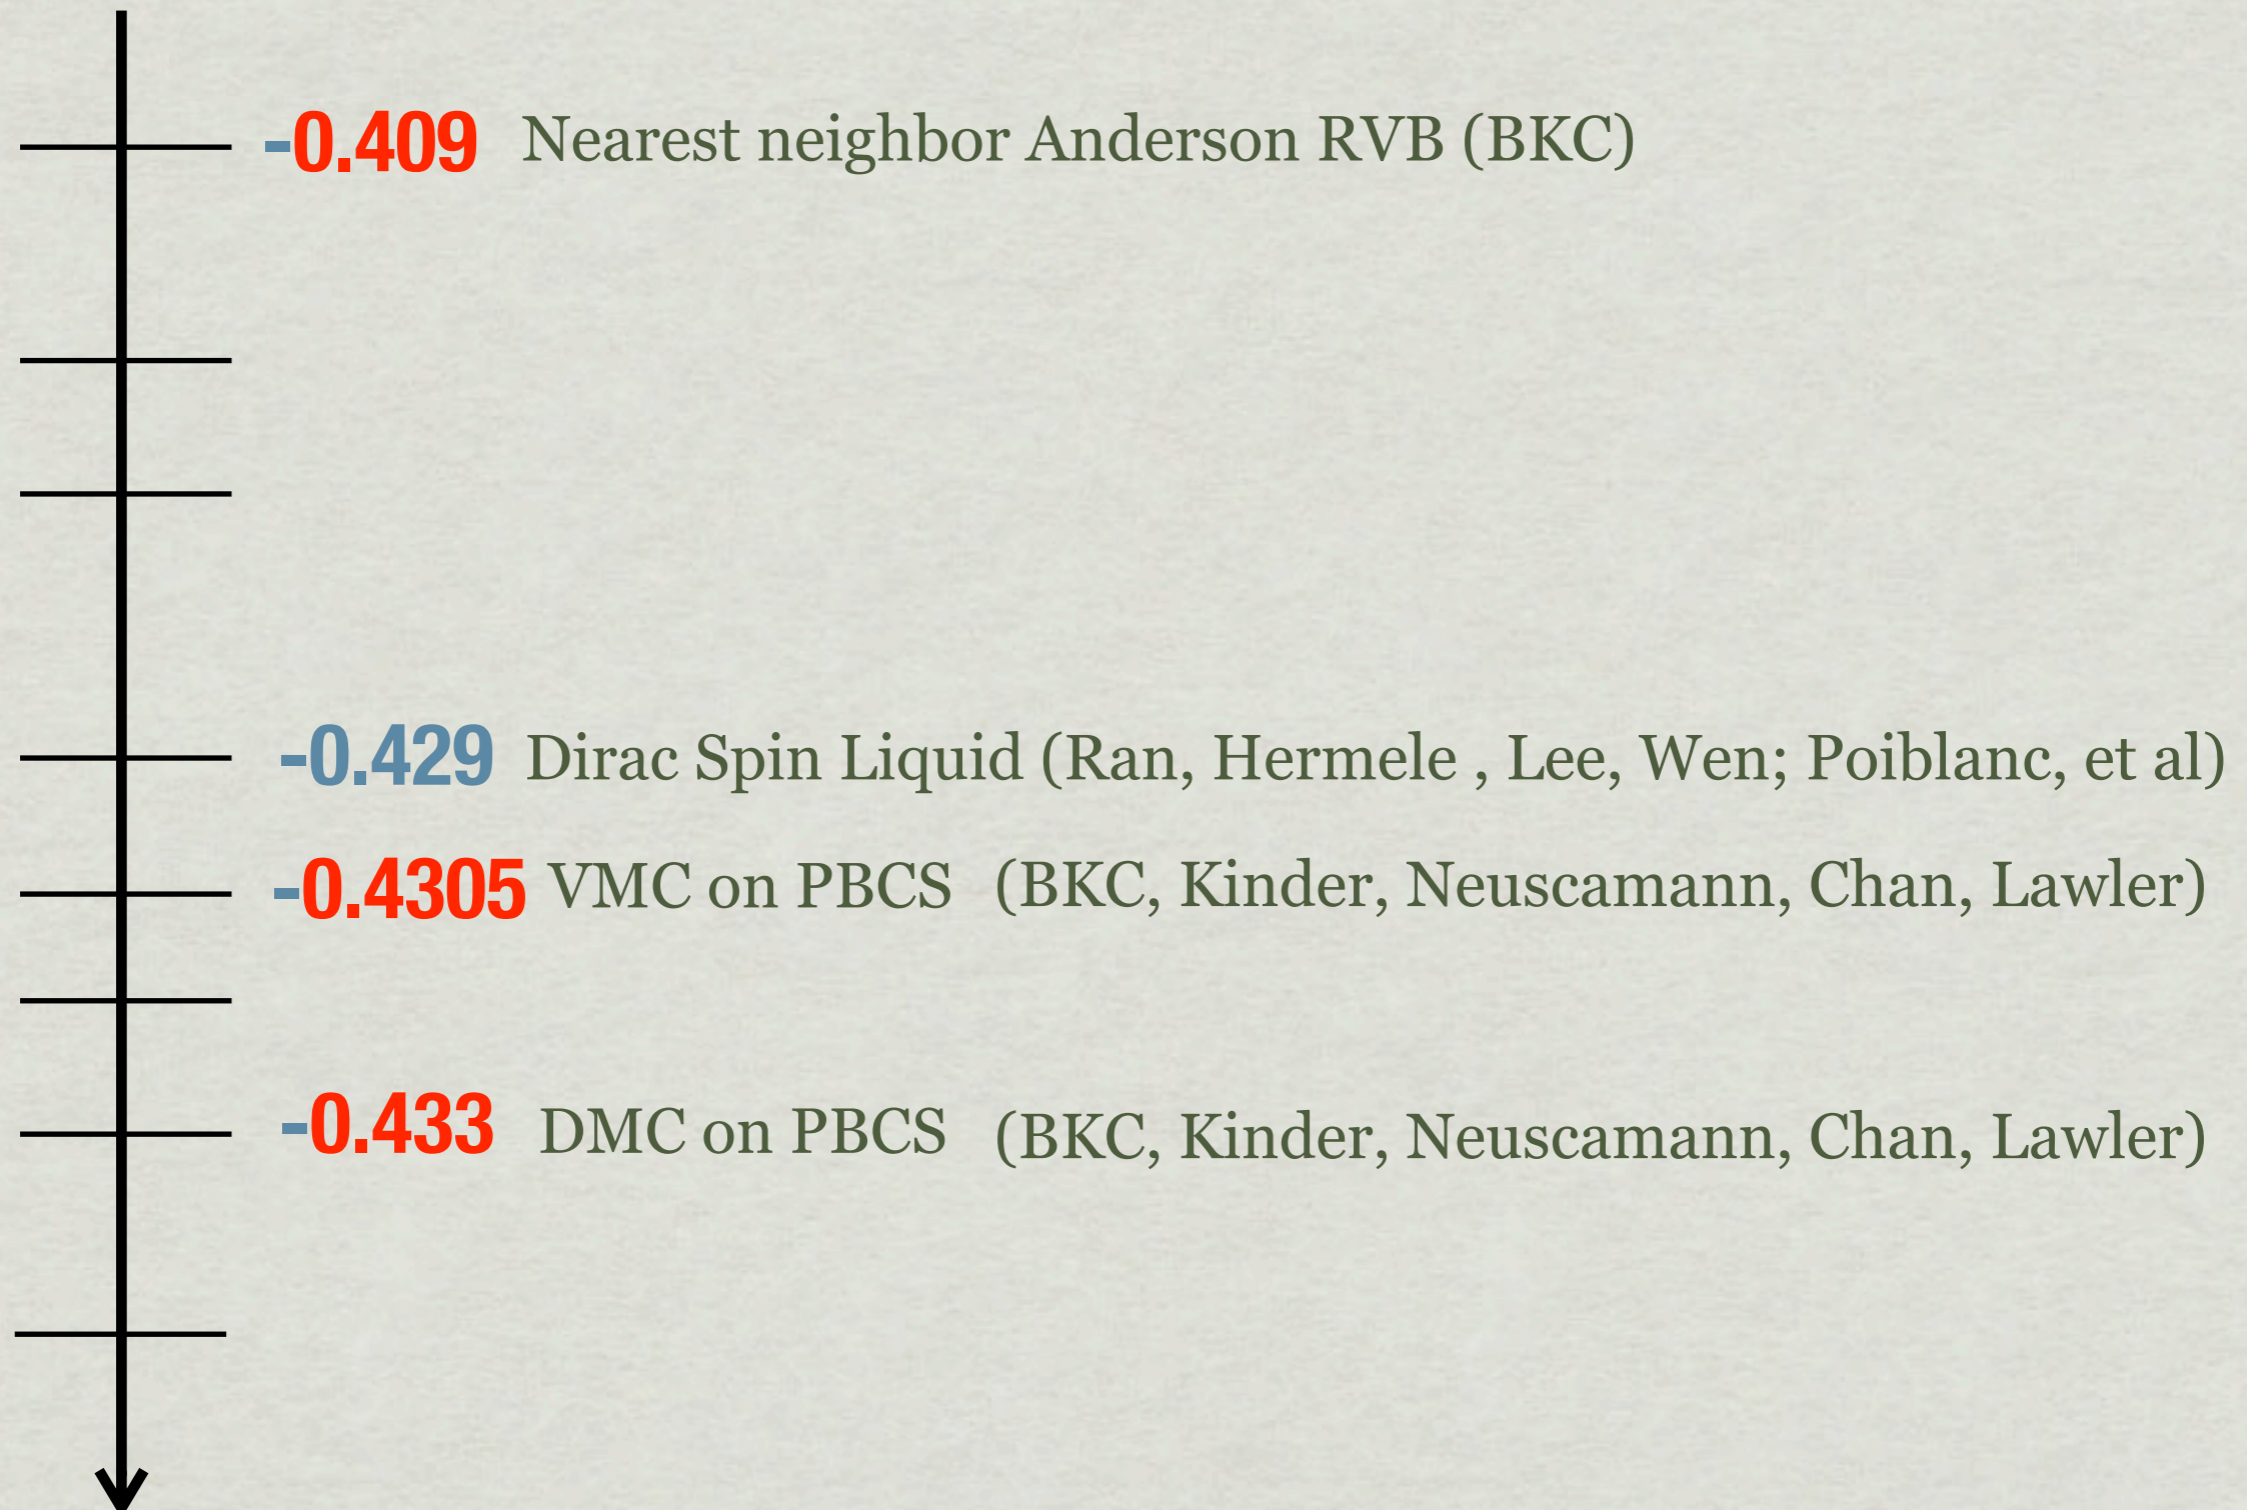 -0.409 Nearest neighbor Anderson RVB (BKC)
-0.429 Dirac Spin Liquid (Ran, Hermele , Lee, Wen; Poiblanc, et al)
-0.4305 VMC on PBCS (BKC, Kinder, Neuscamann, Chan, Lawler)
-0.433 DMC on PBCS (BKC, Kinder, Neuscamann, Chan, Lawler)